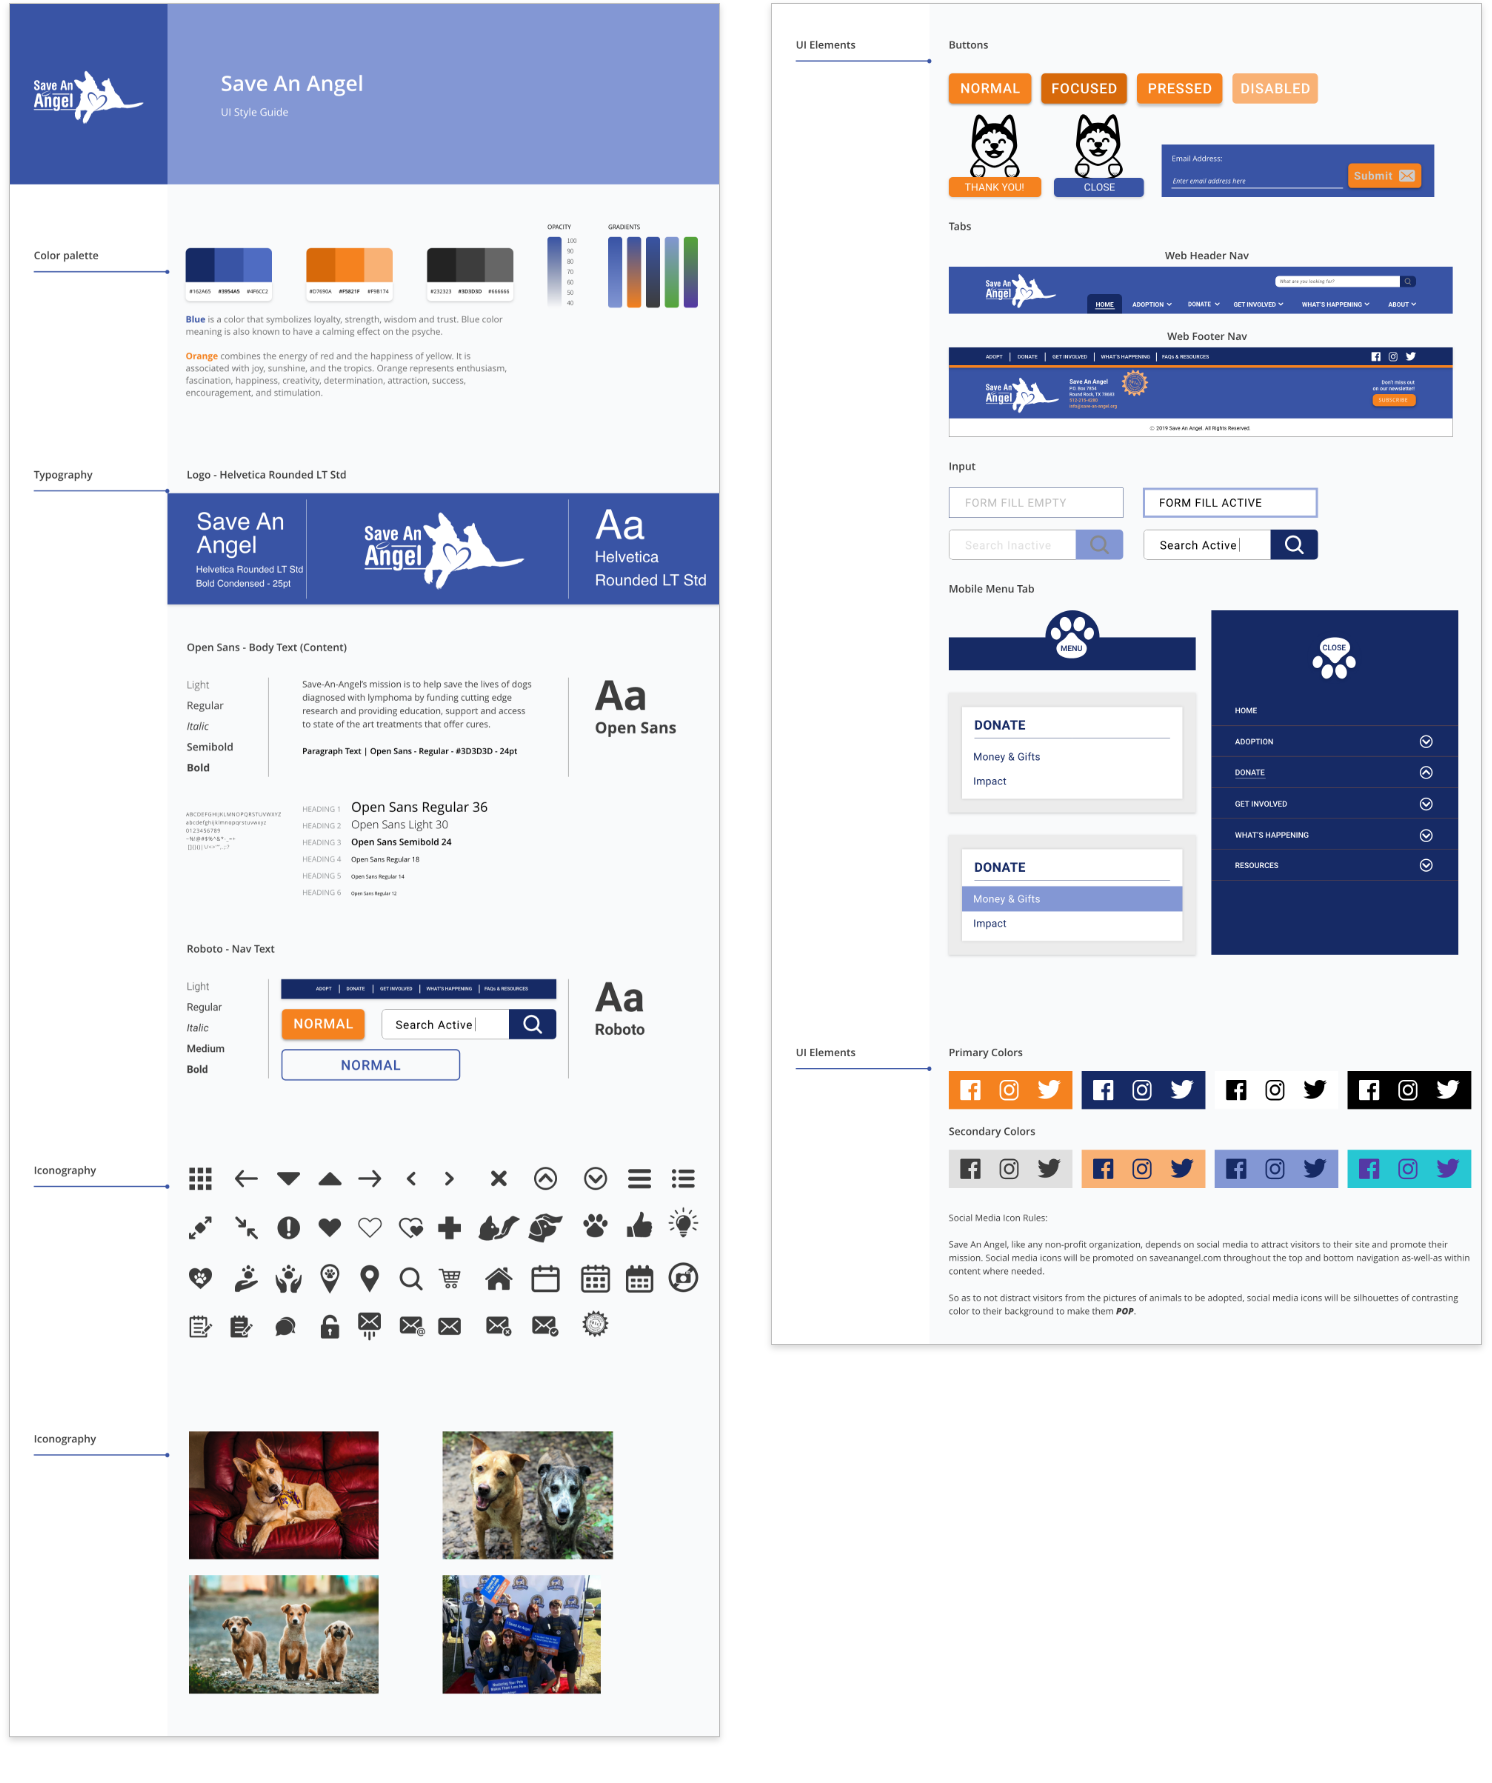 Save An
Angel
Save An Angel
UI Style Guide
Color palette
#162A65 #3954A5 #4F6CC2
#D7690A #F5821F #F9B174
#232323 #3D3D3D #666666
OPACITY
100
90
80
70
60
50
40
GRADIENTS
Blue is a color that symbolizes loyalty, strength, wisdom and trust. Blue color
meaning is also known to have a calming effect on the psyche.
Orange combines the energy of red and the happiness of yellow. It is
associated with joy, sunshine, and the tropics. Orange represents enthusiasm,
fascination, happiness, creativity, determination, attraction, success,
encouragement, and stimulation.
Typography
Logo - Helvetica Rounded LT Std
Save An
Angel
Helvetica Rounded LT Std
Bold Condensed - 25pt
Save An
Angel
Aa
Helvetica
Rounded LT Std
Open Sans - Body Text (Content)
Light
Regular
Italic
Semibold
Bold
Save-An-Angel's mission is to help save the lives of dogs
diagnosed with lymphoma by funding cutting edge
research and providing education, support and access
to state of the art treatments that offer cures.
Paragraph Text | Open Sans - Regular - #3D3D3D - 24pt
Aa
Open Sans
ABCDEFGHIJKLMNOPQRSTUVWXYZ
abcdefghijklmnopqrstuvwxyz
0123456789
HEADING 1 Open Sans Regular 36
HEADING 2 Open Sans Light 30
HEADING 3 Open Sans Semibold 24
HEADING 4 Open Sans Regular 18
HEADING 5 Open Sans Regular 14
HEADING 6 Open Sans Regular 12
Roboto - Nav Text
Light
Regular
Italic
Medium
Bold
ADOPT | DONATE | GET INVOLVED | WHAT'S HAPPENING | FAQs & RESOURCES
NORMAL
Search Active
NORMAL
Aa
Roboto
Iconography
Iconography
UI Elements
Buttons
NORMAL
FOCUSED
PRESSED
DISABLED
THANK YOU!
CLOSE
Email Address:
Enter email address here
Submit
Tabs
Web Header Nav
Save An
Angel
What are you looking for?
HOME ADOPTION DONATE GET INVOLVED WHAT'S HAPPENING ABOUT
Web Footer Nav
ADOPT | DONATE | GET INVOLVED | WHAT'S HAPPENING | FAQs & RESOURCES
Save An
Angel
Save An Angel
P.O. Box 7854
Round Rock, TX 78683
512-215-4280
info@save-an-angel.org
Don't miss out
on our newsletter!
SUBSCRIBE
© 2019 Save An Angel All Rights Reserved
Input
FORM FILL EMPTY
FORM FILL ACTIVE
Search Inactive
Search Active
Mobile Menu Tab
MENU
DONATE
Money & Gifts
Impact
DONATE
Money & Gifts
Impact
CLOSE
HOME
ADOPTION
DONATE
GET INVOLVED
WHAT'S HAPPENING
RESOURCES
UI Elements
Primary Colors
Secondary Colors
Social Media Icon Rules:
Save An Angel, like any non-profit organization, depends on social media to attract visitors to their site and promote their
mission. Social media icons will be promoted on saveanangel.com throughout the top and bottom navigation as-well-as within
content where needed.
So as to not distract visitors from the pictures of animals to be adopted, social media icons will be silhouettes of contrasting
color to their background to make them POP.